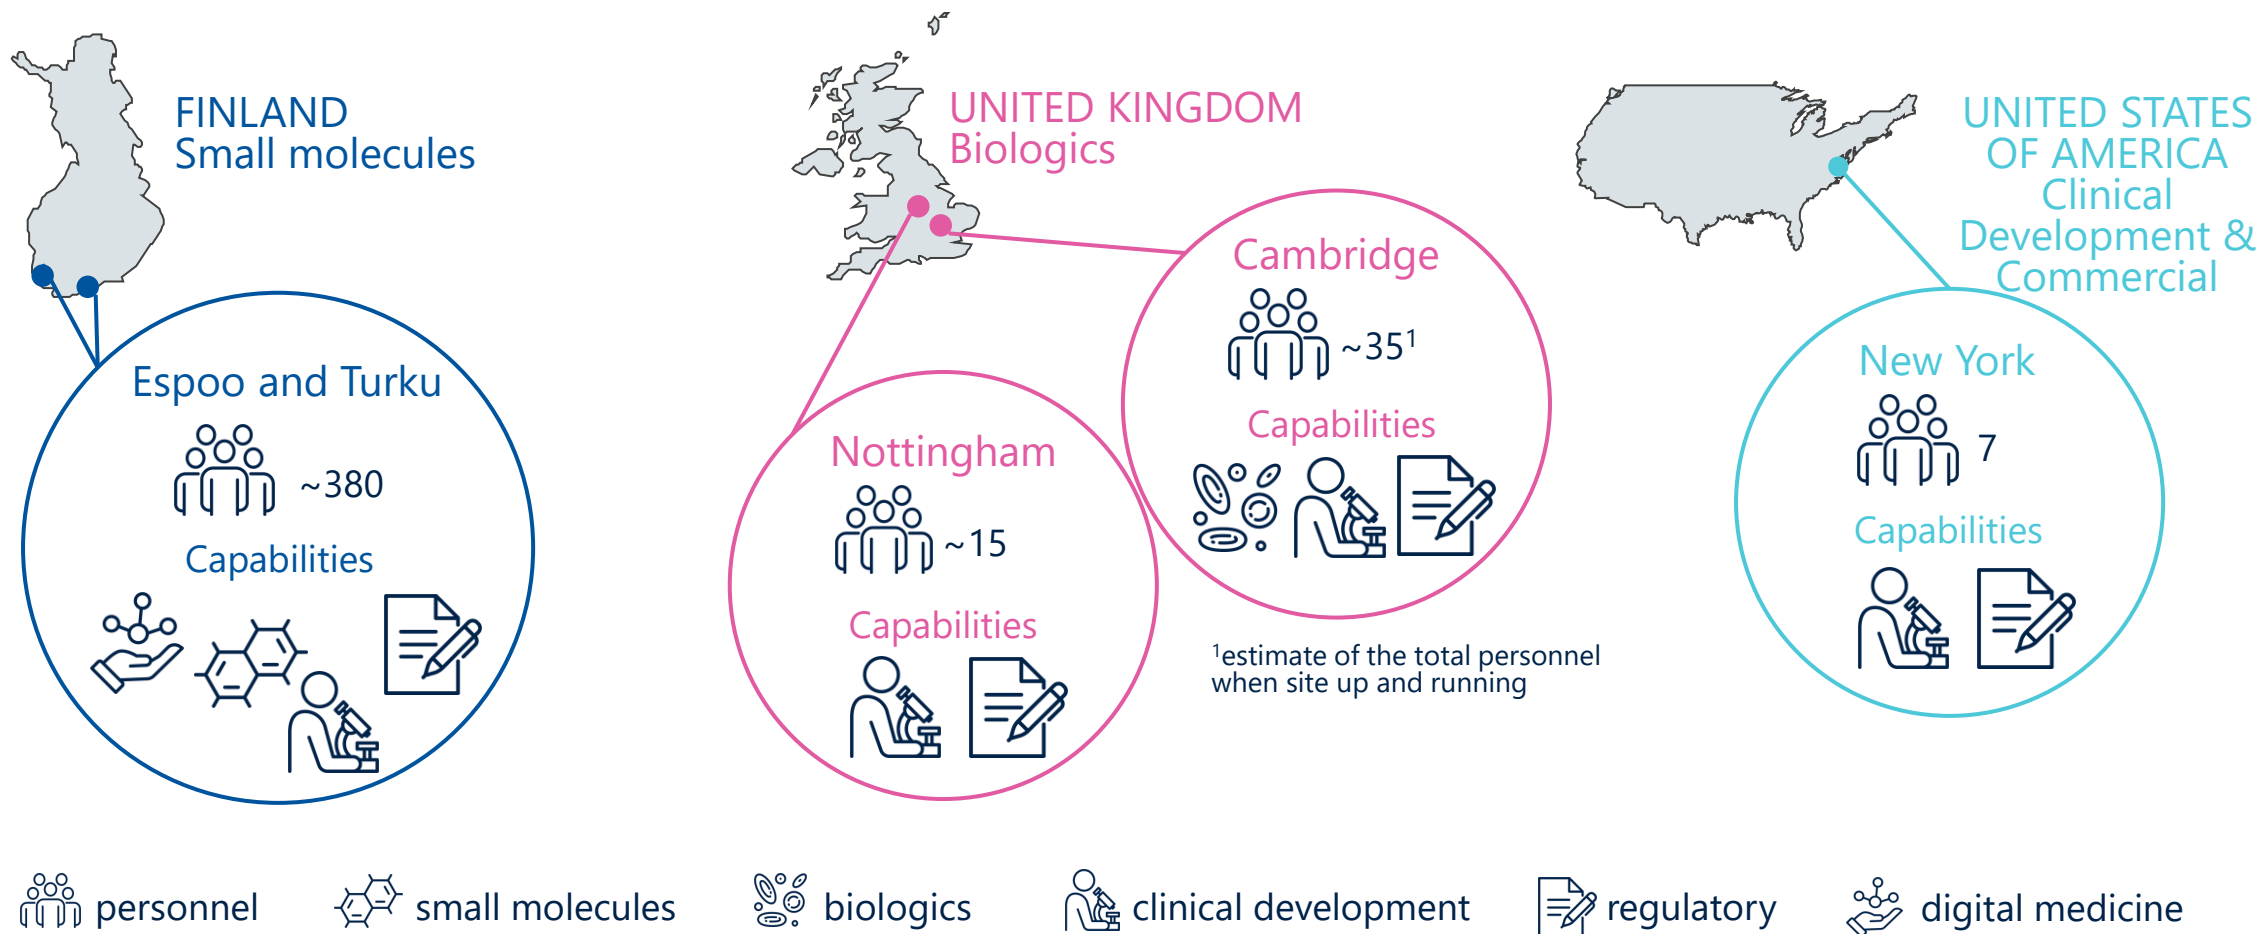 FINLAND
Small molecules
Espoo and Turku
~380
Capabilities
UNITED KINGDOM
Biologics
Nottingham
~15
Capabilities
Cambridge
~35¹
Capabilities
¹estimate of the total personnel
when site up and running
UNITED STATES
OF AMERICA
Clinical
Development &
Commercial
New York
7
Capabilities
personnel
small molecules
biologics
clinical development
regulatory
digital medicine